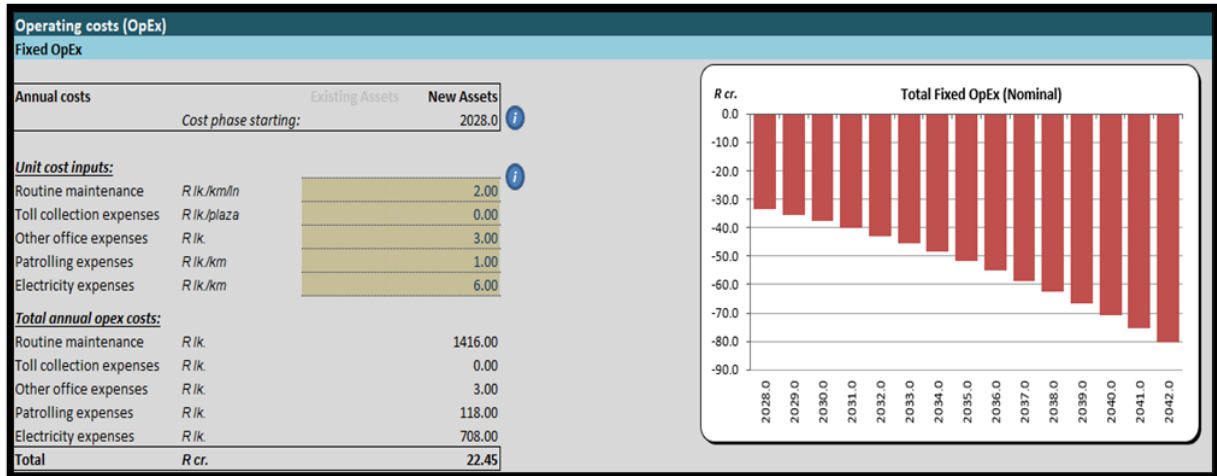 Operating costs (OpEx)
Fixed OpEx
Annual costs Existing Assets New Assets
Cost phase starting: 2028.0 i
Unit cost inputs: i
Routine maintenance R lk./km/ln 2.00
Toll collection expenses R lk./plaza 0.00
Other office expenses R lk. 3.00
Patrolling expenses R lk./km 1.00
Electricity expenses R lk./km 6.00
Total annual opex costs:
Routine maintenance R lk. 1416.00
Toll collection expenses R lk. 0.00
Other office expenses R lk. 3.00
Patrolling expenses R lk. 118.00
Electricity expenses R lk. 708.00
Total R cr. 22.45
R cr. Total Fixed OpEx (Nominal)
0.0
-10.0
-20.0
-30.0
-40.0
-50.0
-60.0
-70.0
-80.0
-90.0
2028.0 2029.0 2030.0 2031.0 2032.0 2033.0 2034.0 2035.0 2036.0 2037.0 2038.0 2039.0 2040.0 2041.0 2042.0